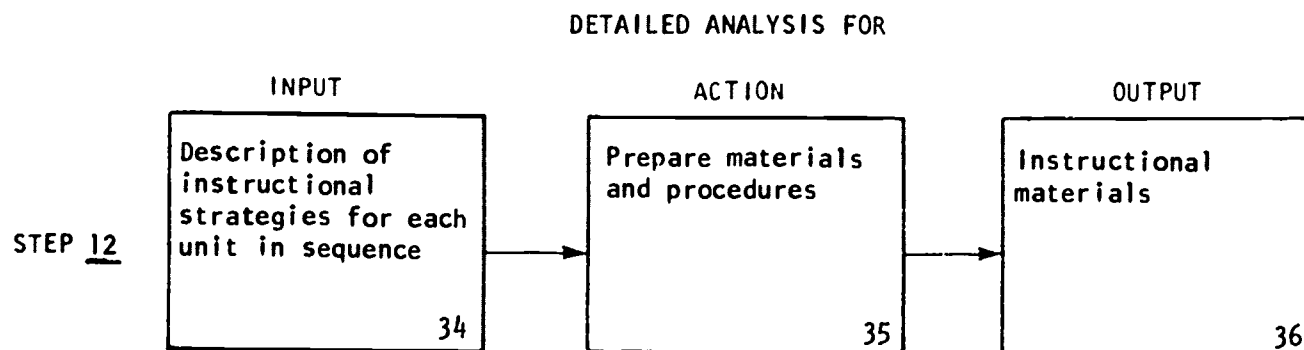 DETAILED ANALYSIS FOR
INPUT
ACTION
OUTPUT
Description of
instructional
strategies for each
unit in sequence
34
Prepare materials
and procedures
35
Instructional
materials
36
STEP 12